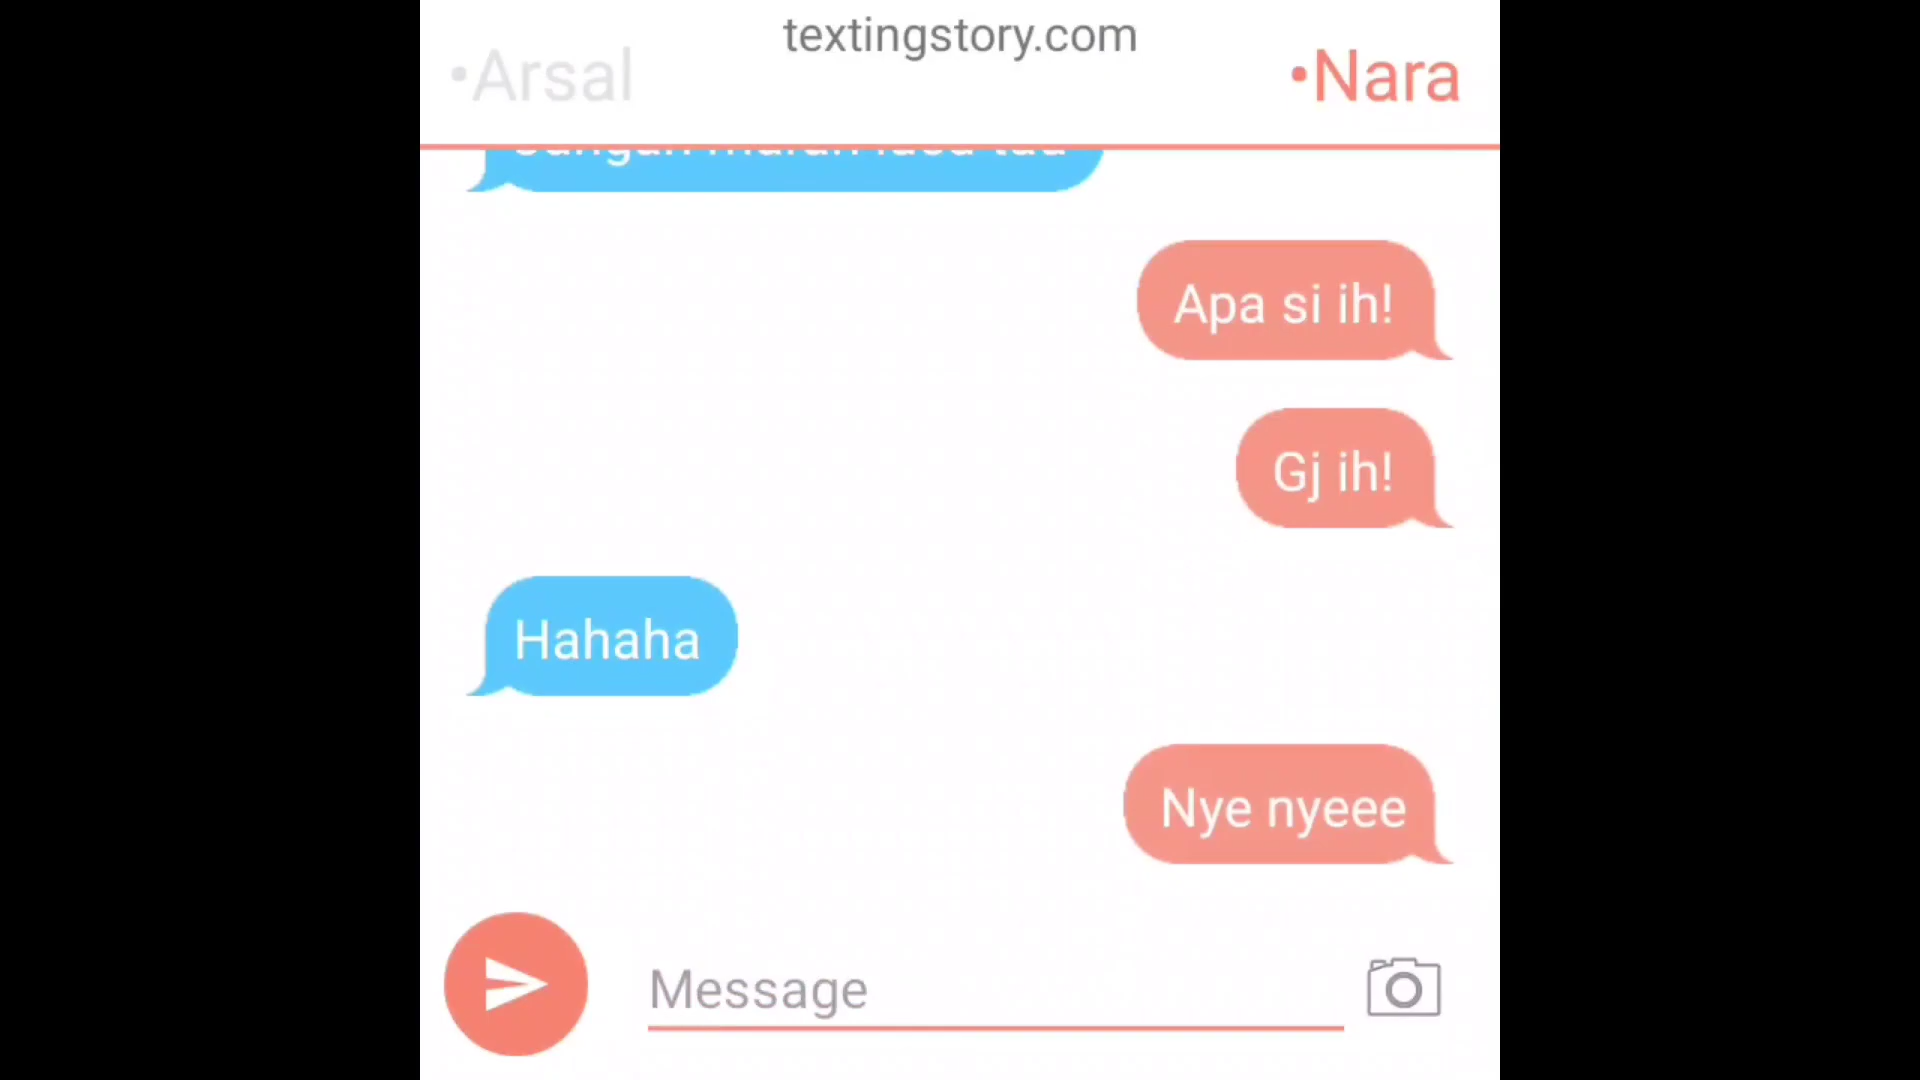 textingstory.com
•Arsal
•Nara
Apa si ih!
Gj ih!
Hahaha
Nye nyeee
Message